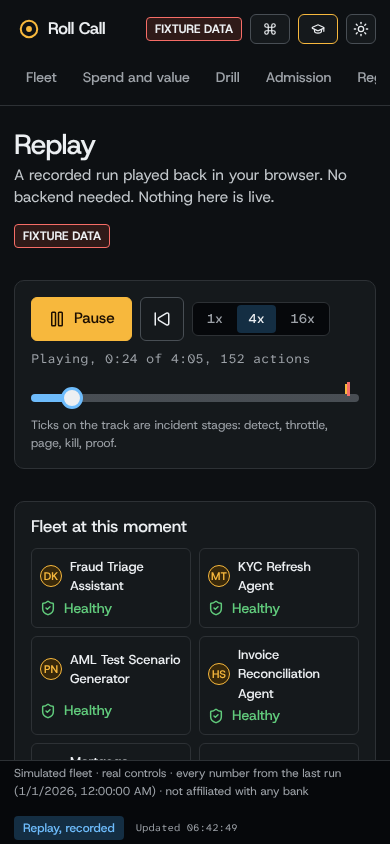 Roll Call
FIXTURE DATA
Fleet
Spend and value
Drill
Admission
Reg
Replay
A recorded run played back in your browser. No
backend needed. Nothing here is live.
FIXTURE DATA
Pause
1x
4x
16x
Playing, 0:24 of 4:05, 152 actions
Ticks on the track are incident stages: detect, throttle,
page, kill, proof.
Fleet at this moment
DK
Fraud Triage
Assistant
Healthy
MT
KYC Refresh
Agent
Healthy
PN
AML Test Scenario
Generator
Healthy
HS
Invoice
Reconciliation
Agent
Healthy
Simulated fleet · real controls · every number from the last run
(1/1/2026, 12:00:00 AM) · not affiliated with any bank
Replay, recorded
Updated 06:42:49